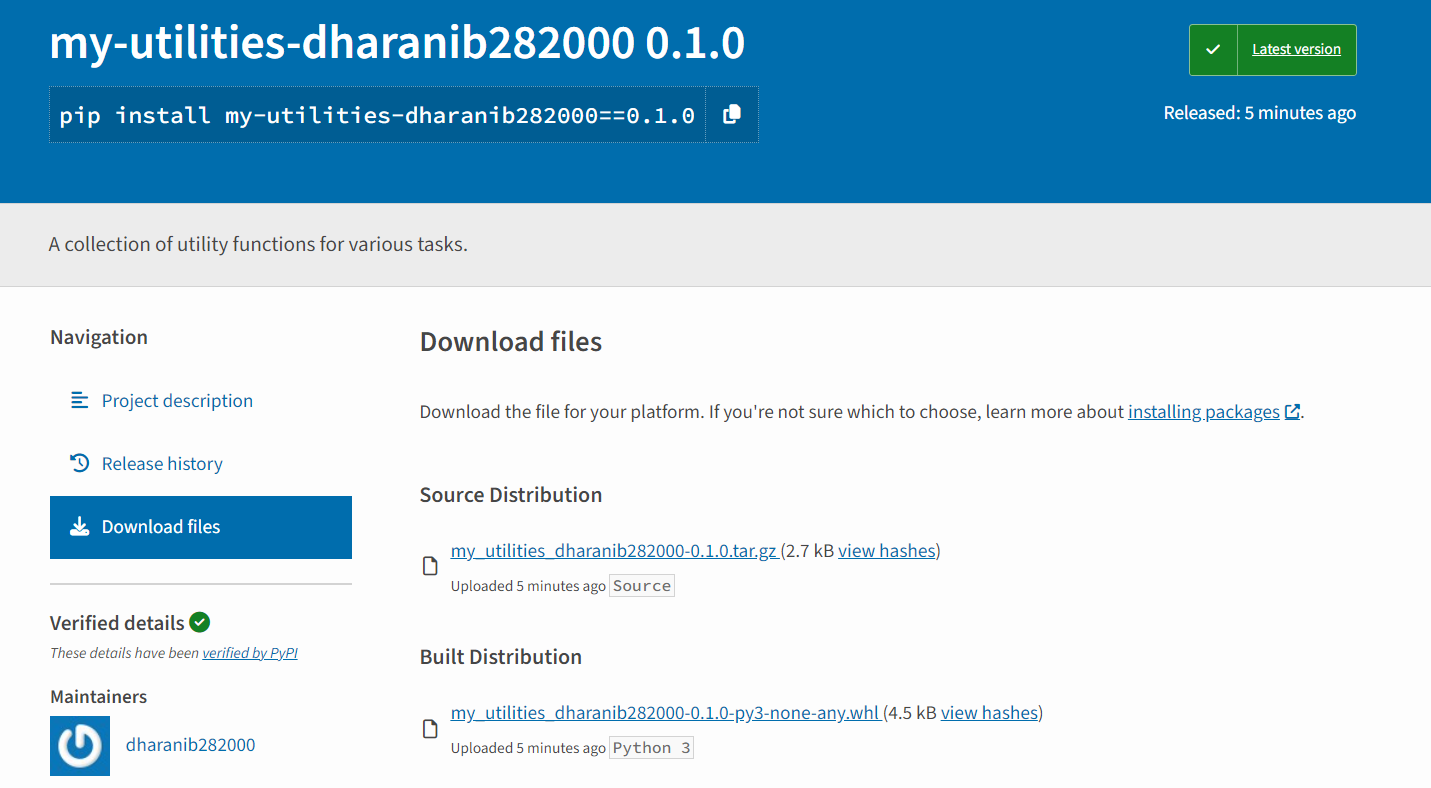 my-utilities-dharanib282000 0.1.0
Latest version
pip install my-utilities-dharanib282000==0.1.0
Released: 5 minutes ago
A collection of utility functions for various tasks.
Navigation
Project description
Release history
Download files
Verified details
These details have been verified by PyPI
Maintainers
dharanib282000
Download files
Download the file for your platform. If you're not sure which to choose, learn more about installing packages.
Source Distribution
my_utilities_dharanib282000-0.1.0.tar.gz (2.7 kB view hashes)
Uploaded 5 minutes ago Source
Built Distribution
my_utilities_dharanib282000-0.1.0-py3-none-any.whl (4.5 kB view hashes)
Uploaded 5 minutes ago Python 3